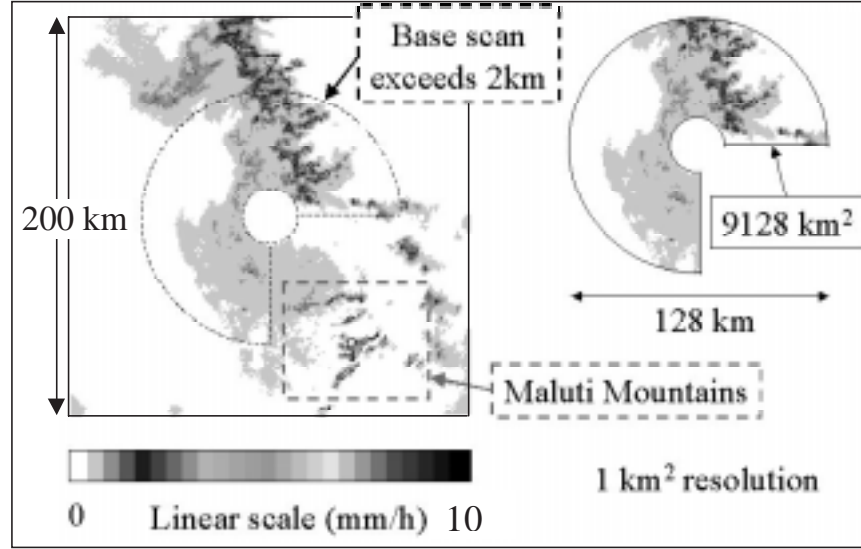 Base scan
exceeds 2km
200 km
9128 km²
128 km
Maluti Mountains
1 km² resolution
0 Linear scale (mm/h) 10